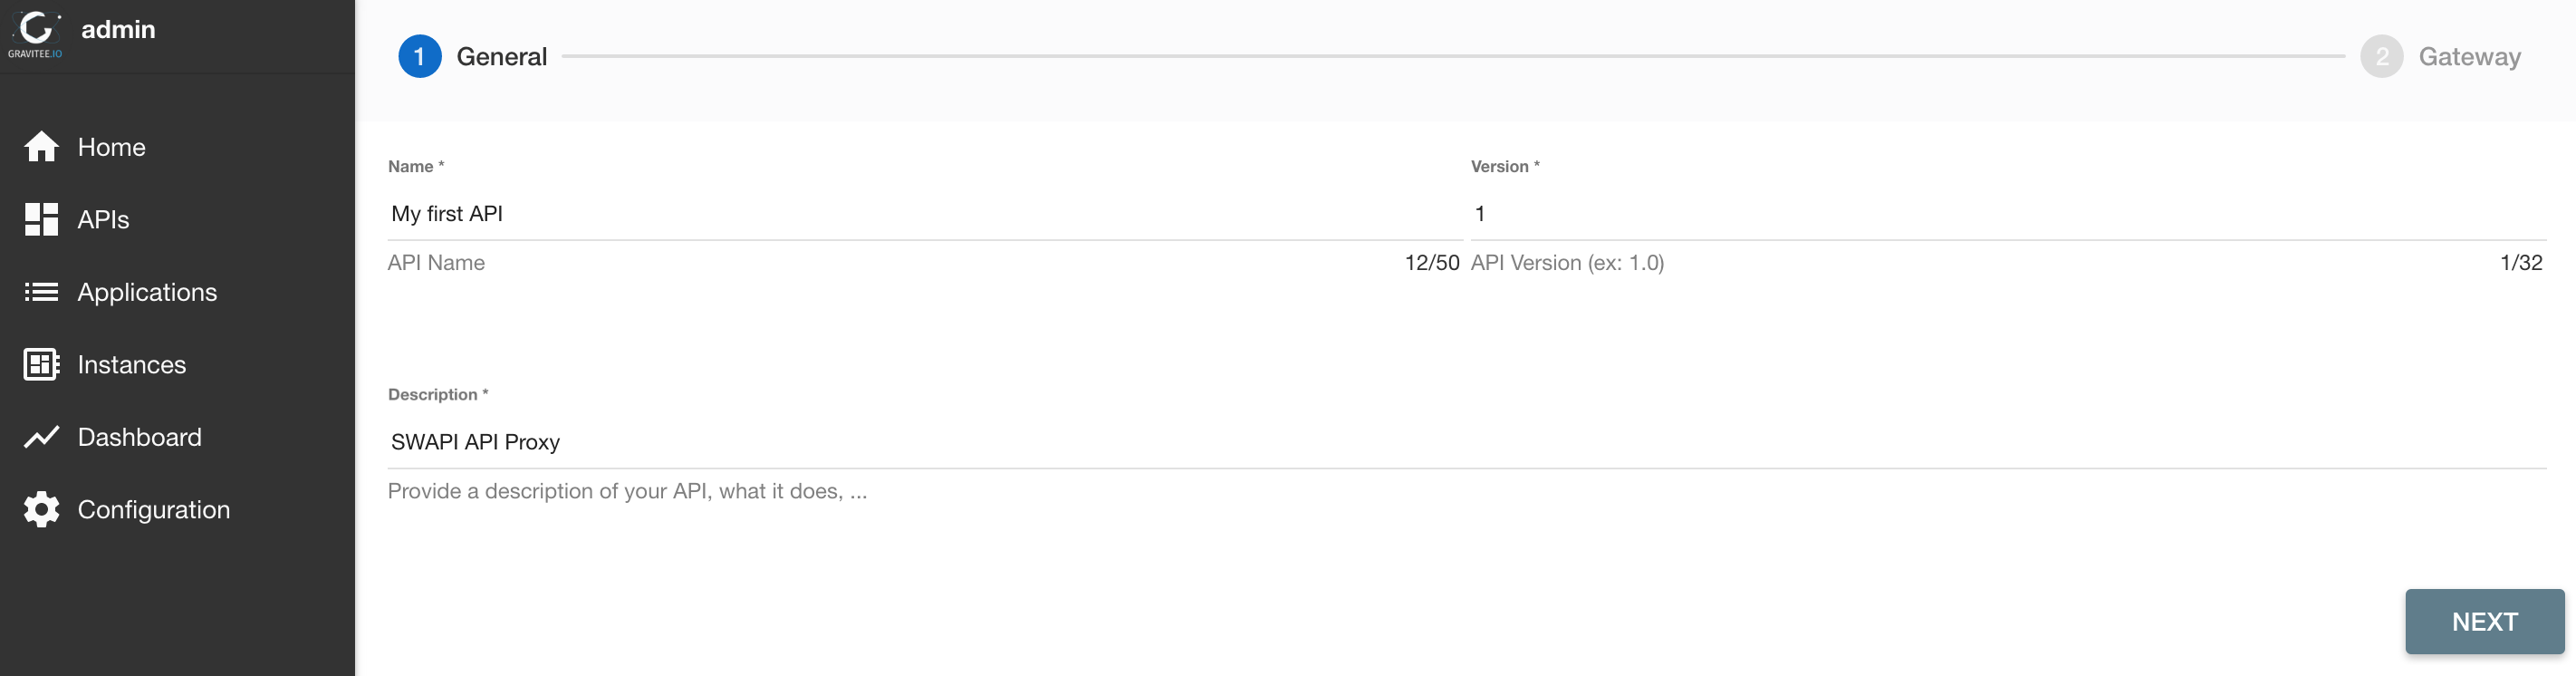 GRAVITEE.IO
admin
Home
APIs
Applications
Instances
Dashboard
Configuration
1 General
2 Gateway
Name * Version *
My first API 1
API Name 12/50 API Version (ex: 1.0) 1/32
Description *
SWAPI API Proxy
Provide a description of your API, what it does, ...
NEXT